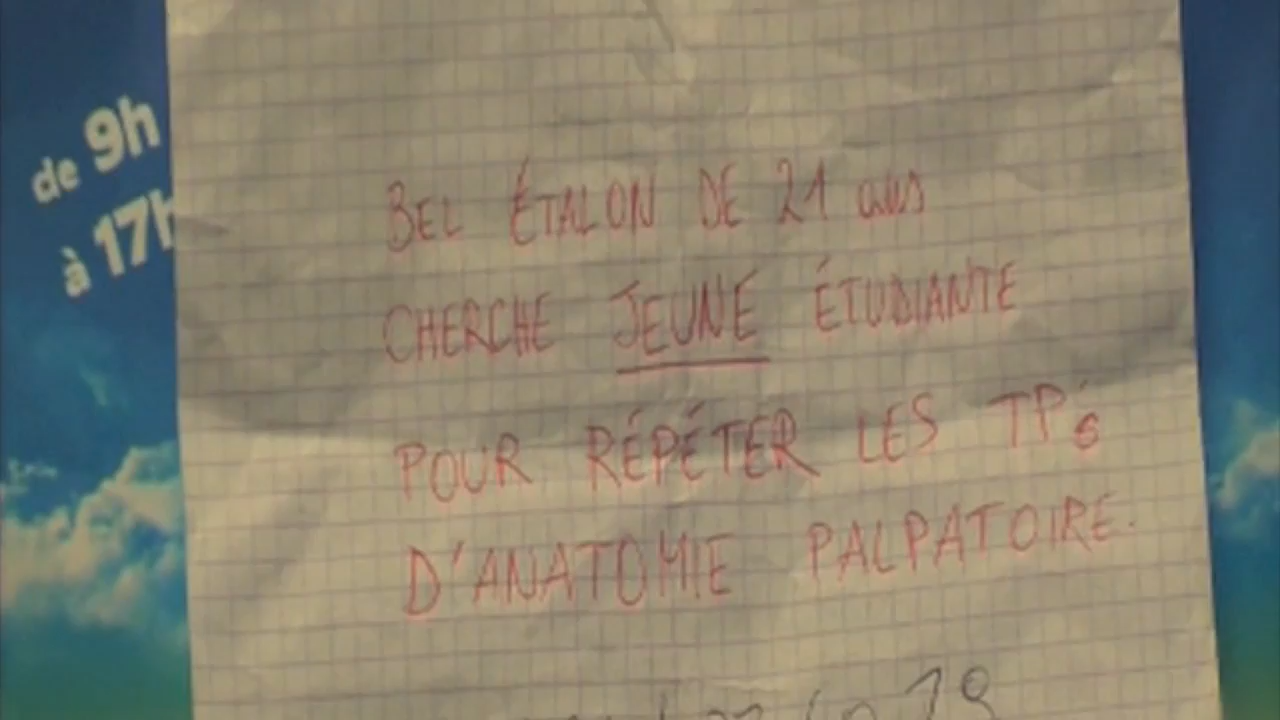 de 9h
à 17h
BEL ÉTALON DE 21 ans
CHERCHE JEUNE ÉTUDIANTE
POUR RÉPÉTER LES TP's
D'ANATOMIE PALPATOIRE.